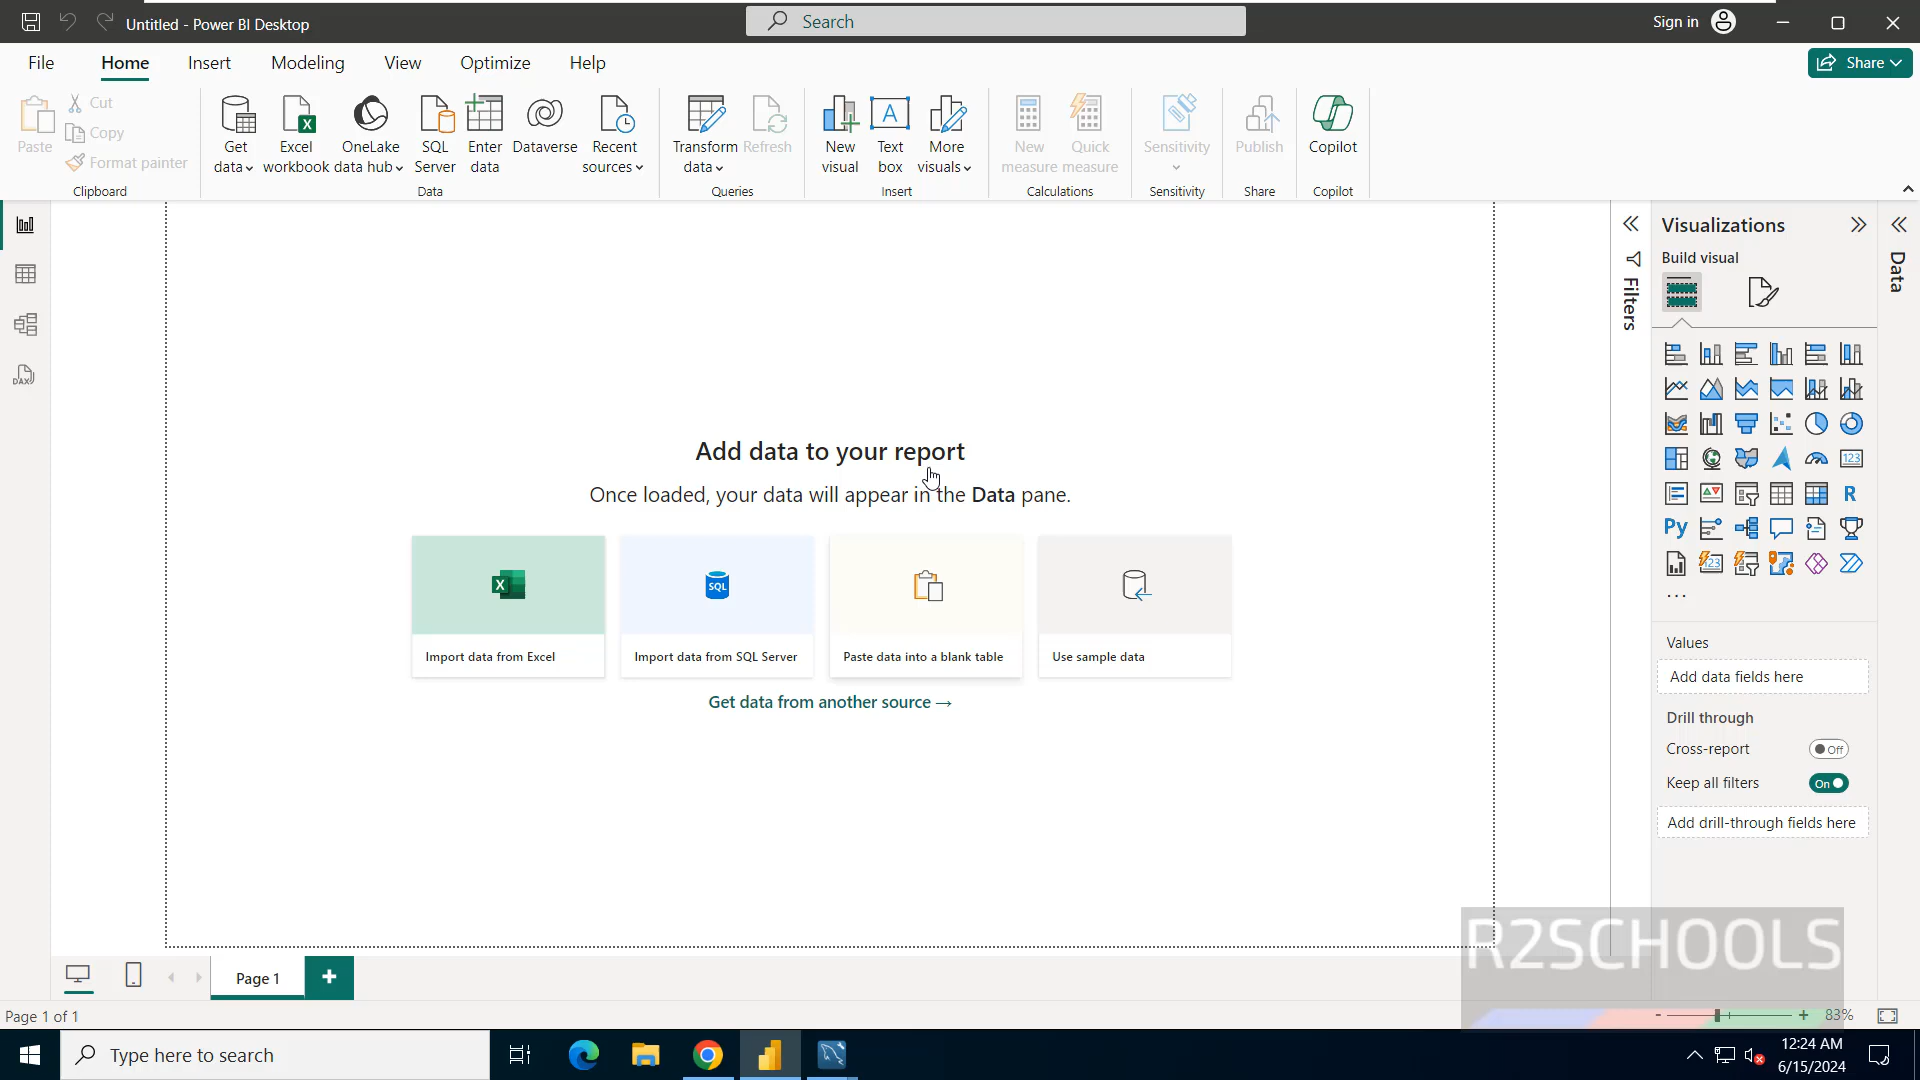 Untitled - Power BI Desktop
Search
Sign in
File
Home
Insert
Modeling
View
Optimize
Help
Share
Paste
Cut
Copy
Format painter
Clipboard
Get data
Excel workbook
OneLake data hub
SQL Server
Enter data
Dataverse
Recent sources
Data
Transform data
Refresh
Queries
New visual
Text box
More visuals
Insert
New measure
Quick measure
Calculations
Sensitivity
Sensitivity
Publish
Share
Copilot
Copilot
DAX
Filters
Visualizations
Build visual
Data
123
R
Py
123
Add data to your report
Once loaded, your data will appear in the Data pane.
X
SQL
Import data from Excel
Import data from SQL Server
Paste data into a blank table
Use sample data
Get data from another source →
Values
Add data fields here
Drill through
Cross-report
Off
Keep all filters
On
Add drill-through fields here
R2SCHOOLS
Page 1
Page 1 of 1
83%
Type here to search
12:24 AM
6/15/2024